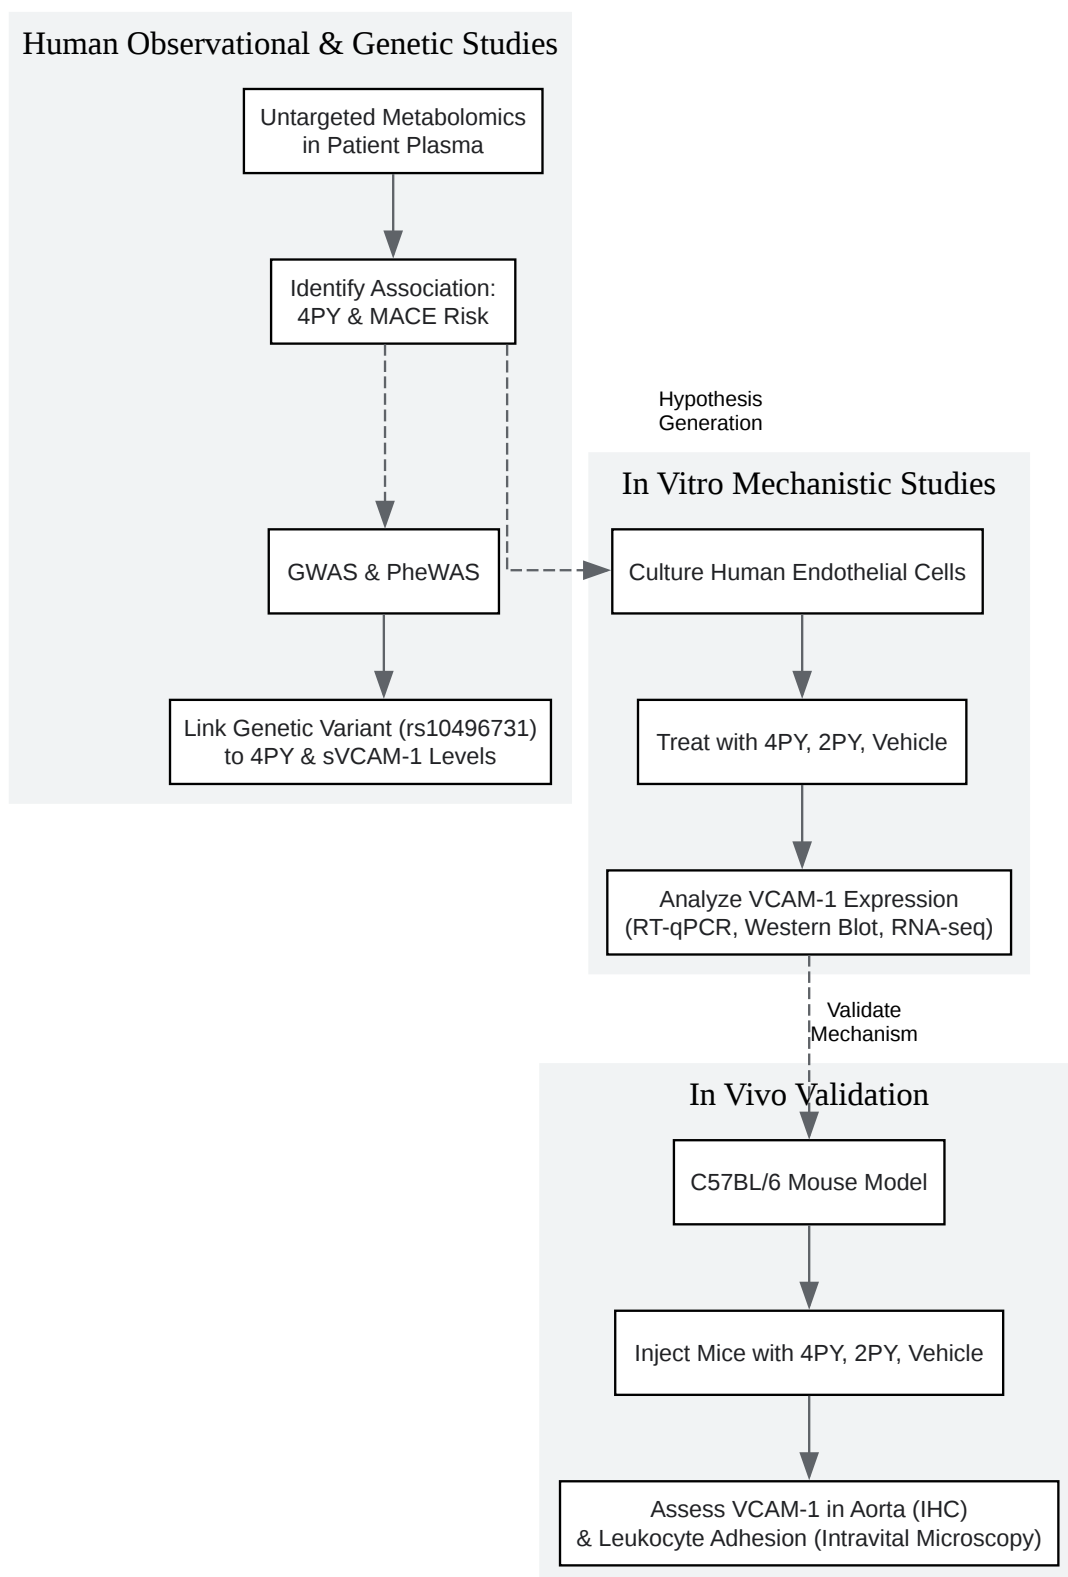 Human Observational & Genetic Studies
Untargeted Metabolomics
in Patient Plasma
Identify Association:
4PY & MACE Risk
GWAS & PheWAS
Link Genetic Variant (rs10496731)
to 4PY & sVCAM-1 Levels
Hypothesis
Generation
In Vitro Mechanistic Studies
Culture Human Endothelial Cells
Treat with 4PY, 2PY, Vehicle
Analyze VCAM-1 Expression
(RT-qPCR, Western Blot, RNA-seq)
Validate
Mechanism
In Vivo Validation
C57BL/6 Mouse Model
Inject Mice with 4PY, 2PY, Vehicle
Assess VCAM-1 in Aorta (IHC)
& Leukocyte Adhesion (Intravital Microscopy)